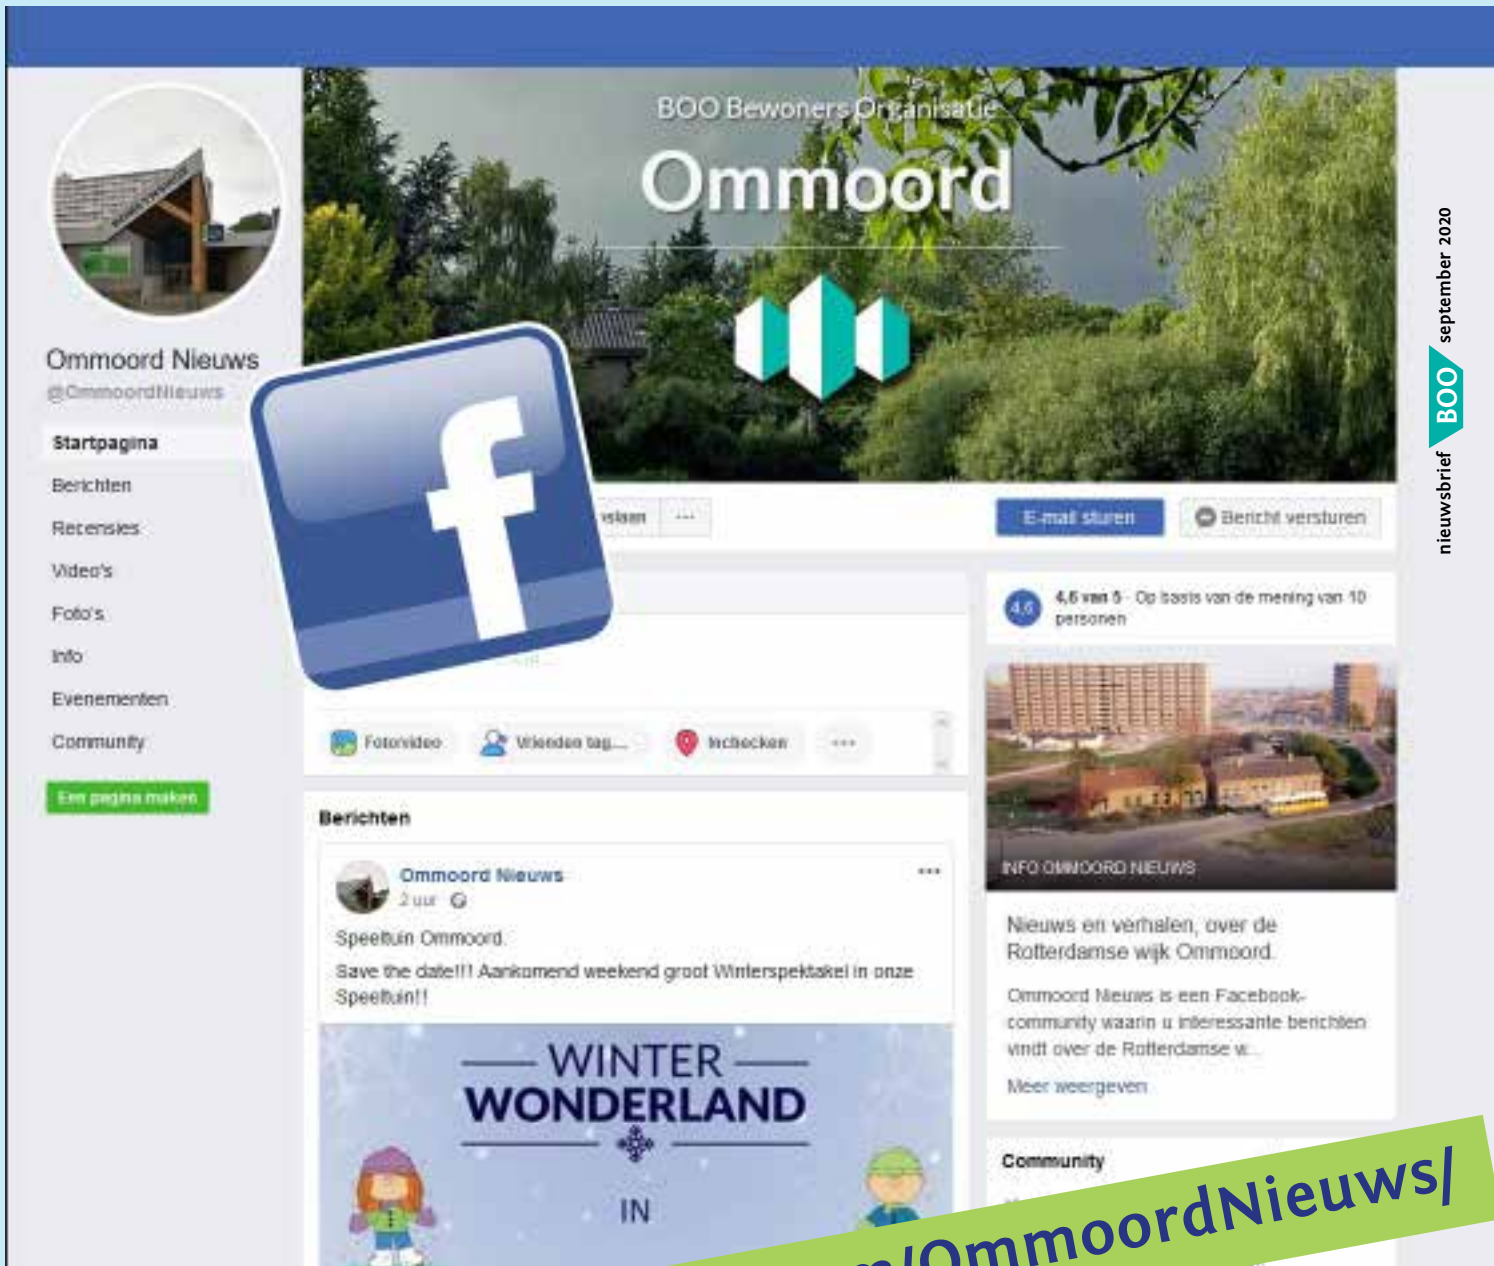 BOO Bewoners Organisatie
Ommoord
Ommoord Nieuws
@OmmoordNieuws
Startpagina
Berichten
Recensies
Video's
Foto's
Info
Evenementen
Community
Een pagina maken
···
E-mail sturen
Bericht versturen
4,6
4,6 van 5 · Op basis van de mening van 10
personen
Foto/video
Vrienden tag...
Inchecken
···
INFO OMMOORD NIEUWS
Nieuws en verhalen, over de
Rotterdamse wijk Ommoord.
Ommoord Nieuws is een Facebook-
community waarin u interessante berichten
vindt over de Rotterdamse w...
Meer weergeven
Community
Berichten
Ommoord Nieuws
2 uur
Speeltuin Ommoord.
Save the date!!! Aankomend weekend groot Winterspektakel in onze
Speeltuin!!
WINTER
WONDERLAND
IN
/OmmoordNieuws/
nieuwsbrief BOO september 2020